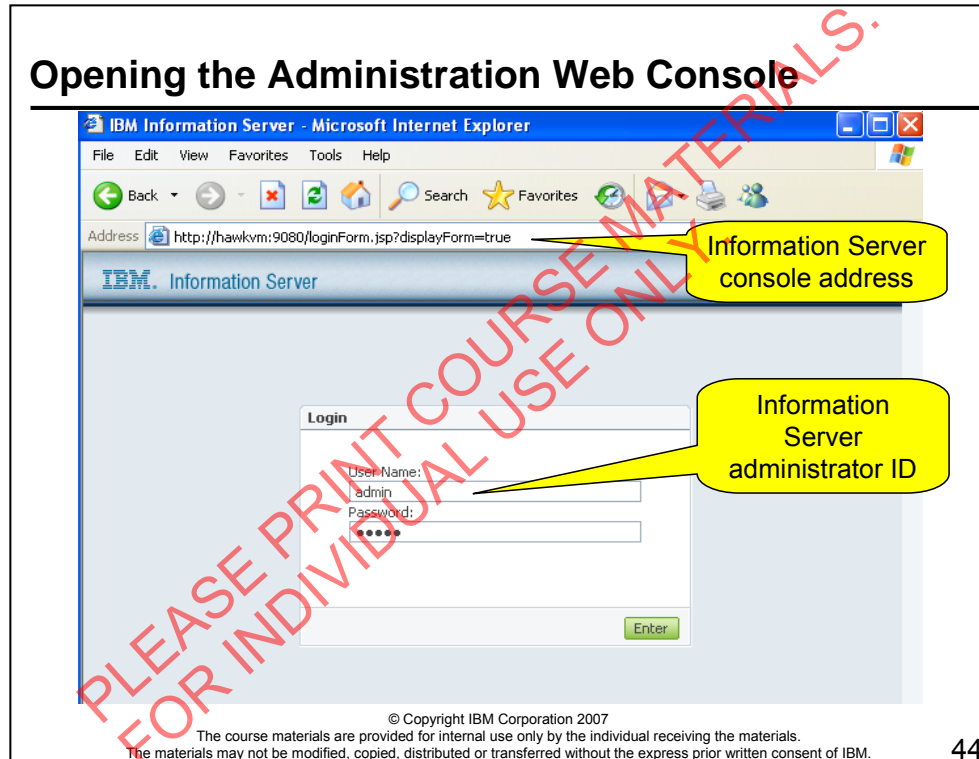 Opening the Administration Web Console
IBM Information Server - Microsoft Internet Explorer
File Edit View Favorites Tools Help
Back Search Favorites
Address http://hawkvm:9080/loginForm.jsp?displayForm=true
Information Server
console address
IBM. Information Server
Information
Server
administrator ID
Login
User Name:
admin
Password:
•••••
Enter
PLEASE PRINT COURSE MATERIALS.
FOR INDIVIDUAL USE ONLY.
© Copyright IBM Corporation 2007
The course materials are provided for internal use only by the individual receiving the materials.
The materials may not be modified, copied, distributed or transferred without the express prior written consent of IBM.
44